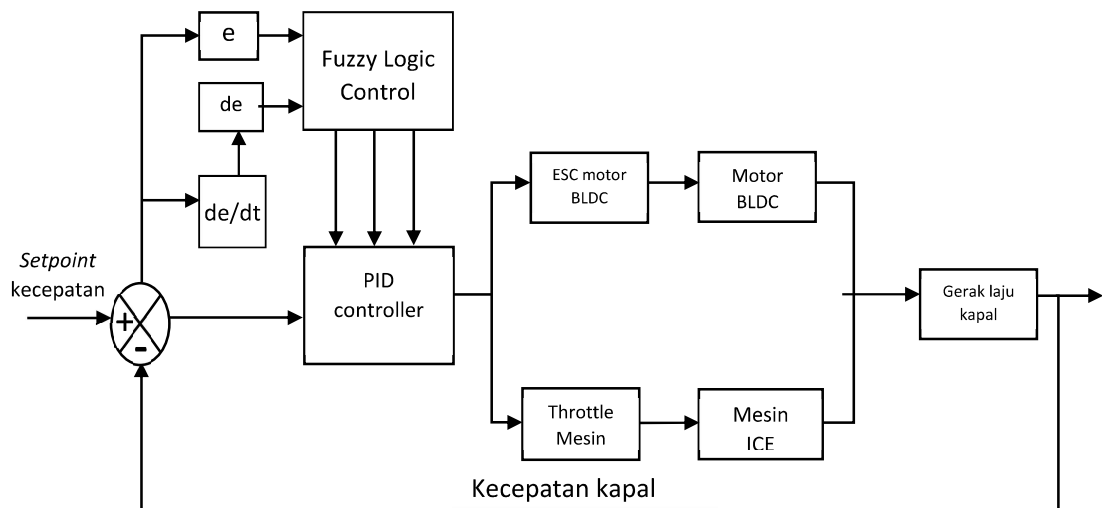 e
Fuzzy Logic
Control
de
de/dt
ESC motor
BLDC
Motor
BLDC
Setpoint
kecepatan
+
-
PID
controller
Gerak laju
kapal
Throttle
Mesin
Mesin
ICE
Kecepatan kapal